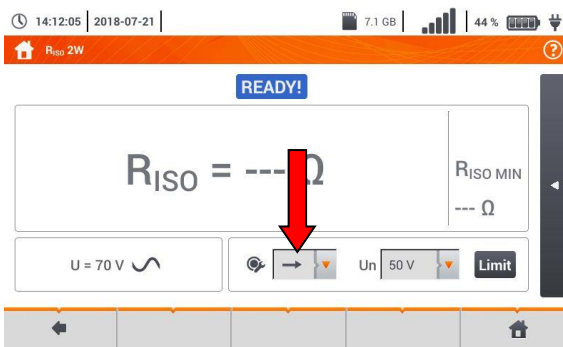 14:12:05 2018-07-21 7.1 GB 44 %
RISO 2W ?
READY!
RISO = --- Ω
RISO MIN
--- Ω
U = 70 V Un 50 V Limit